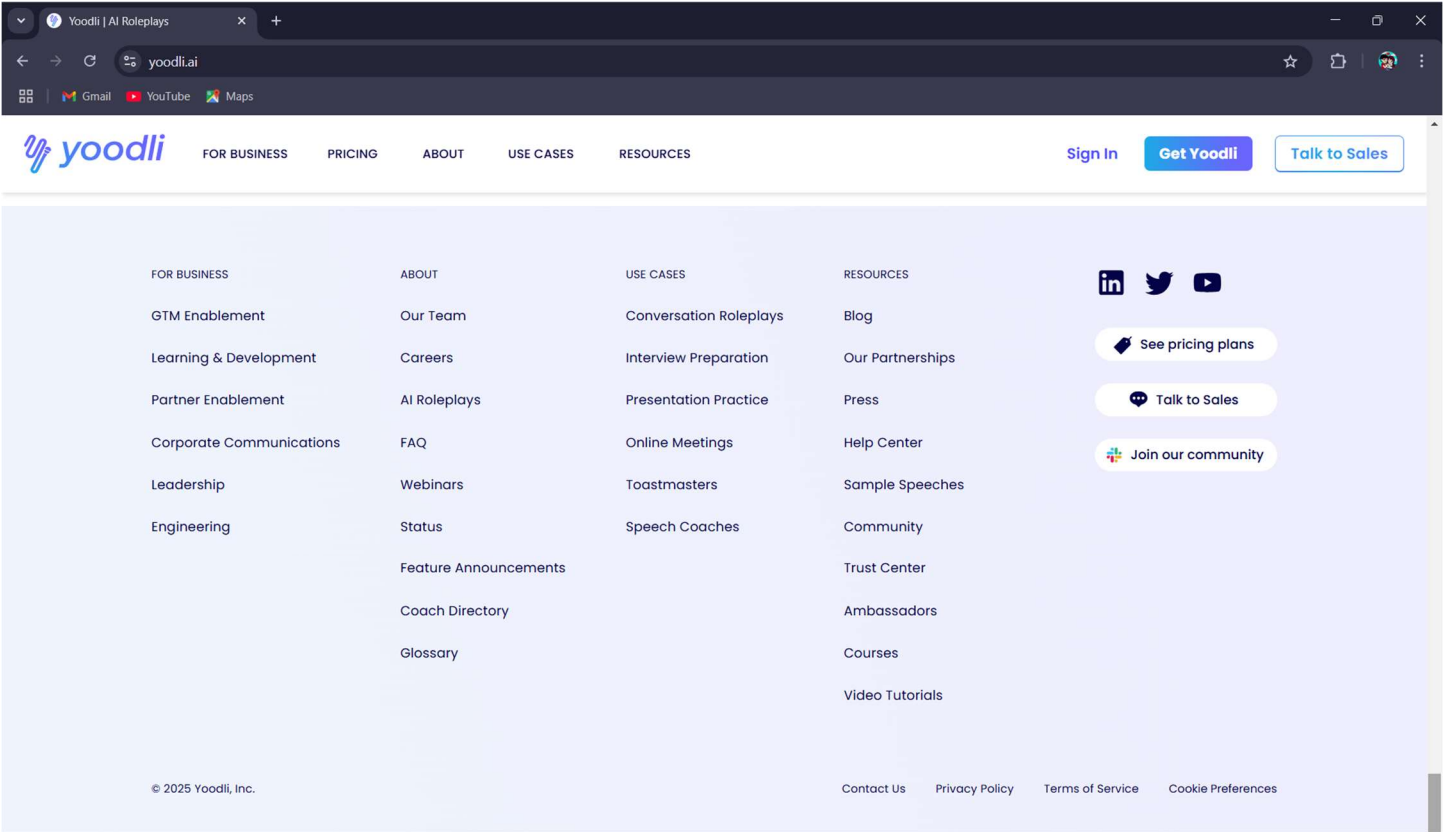 Yoodli | AI Roleplays
yoodli.ai
Gmail YouTube Maps
yoodli FOR BUSINESS PRICING ABOUT USE CASES RESOURCES Sign In Get Yoodli Talk to Sales
FOR BUSINESS
GTM Enablement
Learning & Development
Partner Enablement
Corporate Communications
Leadership
Engineering
ABOUT
Our Team
Careers
AI Roleplays
FAQ
Webinars
Status
Feature Announcements
Coach Directory
Glossary
USE CASES
Conversation Roleplays
Interview Preparation
Presentation Practice
Online Meetings
Toastmasters
Speech Coaches
RESOURCES
Blog
Our Partnerships
Press
Help Center
Sample Speeches
Community
Trust Center
Ambassadors
Courses
Video Tutorials
in
See pricing plans
Talk to Sales
Join our community
© 2025 Yoodli, Inc.
Contact Us Privacy Policy Terms of Service Cookie Preferences